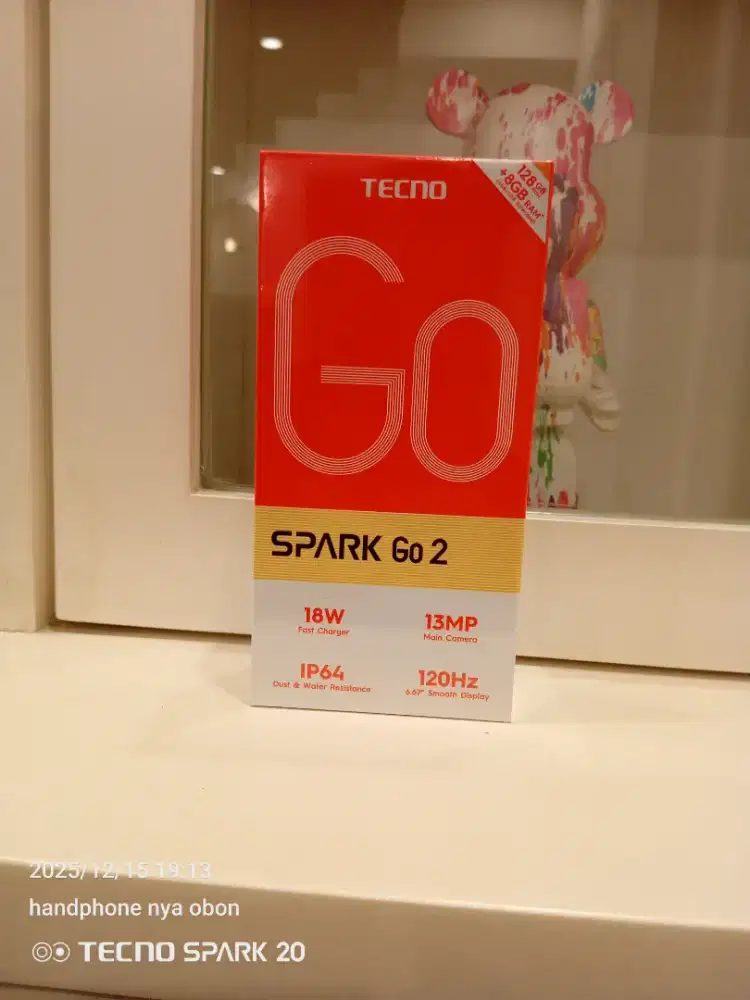 TECNO
128GB
+8GB RAM*
Go
SPARK Go 2
18W
Fast Charger
13MP
Main Camera
IP64
Dust & Water Resistance
120Hz
6.67" Smooth Display
2025/12/15 19:13
handphone nya obon
TECNO SPARK 20